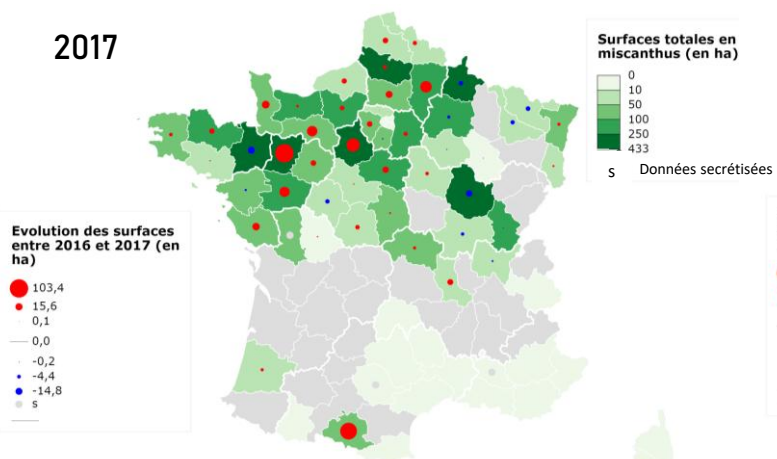 2017
Surfaces totales en
miscanthus (en ha)
0
10
50
100
250
433
s Données secrétisées
Evolution des surfaces
entre 2016 et 2017 (en
ha)
103,4
15,6
0,1
0,0
-0,2
-4,4
-14,8
s